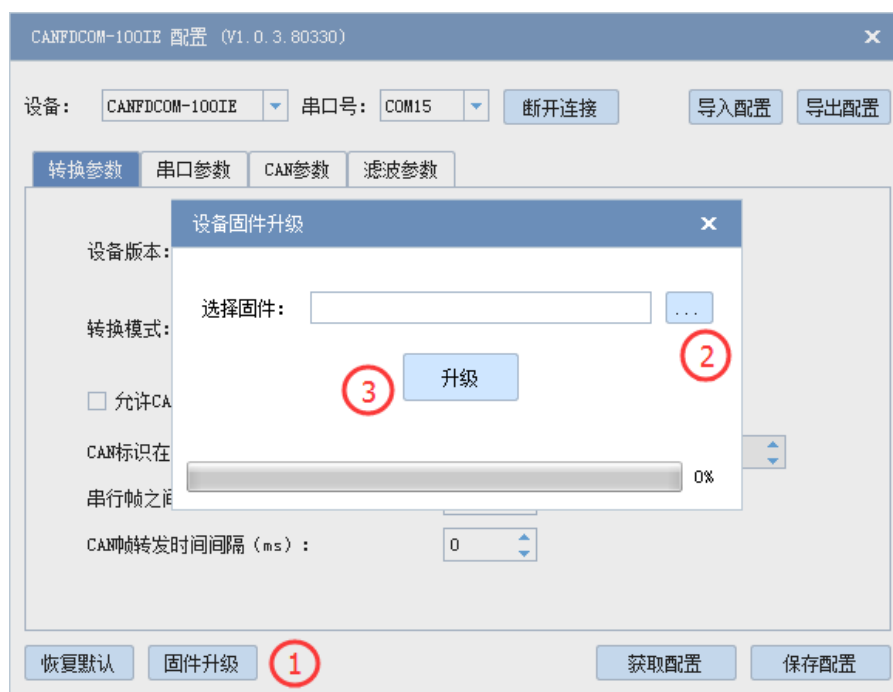 CANFDCOM-100IE 配置 (V1.0.3.80330)
设备： CANFDCOM-100IE 串口号： COM15 断开连接 导入配置 导出配置
转换参数 串口参数 CAN参数 滤波参数
设备固件升级
设备版本：
选择固件： ...
转换模式： 2
升级
3
允许CA
CAN标识在
0%
串行帧之间
CAN帧转发时间间隔（ms）： 0
恢复默认 固件升级 1 获取配置 保存配置